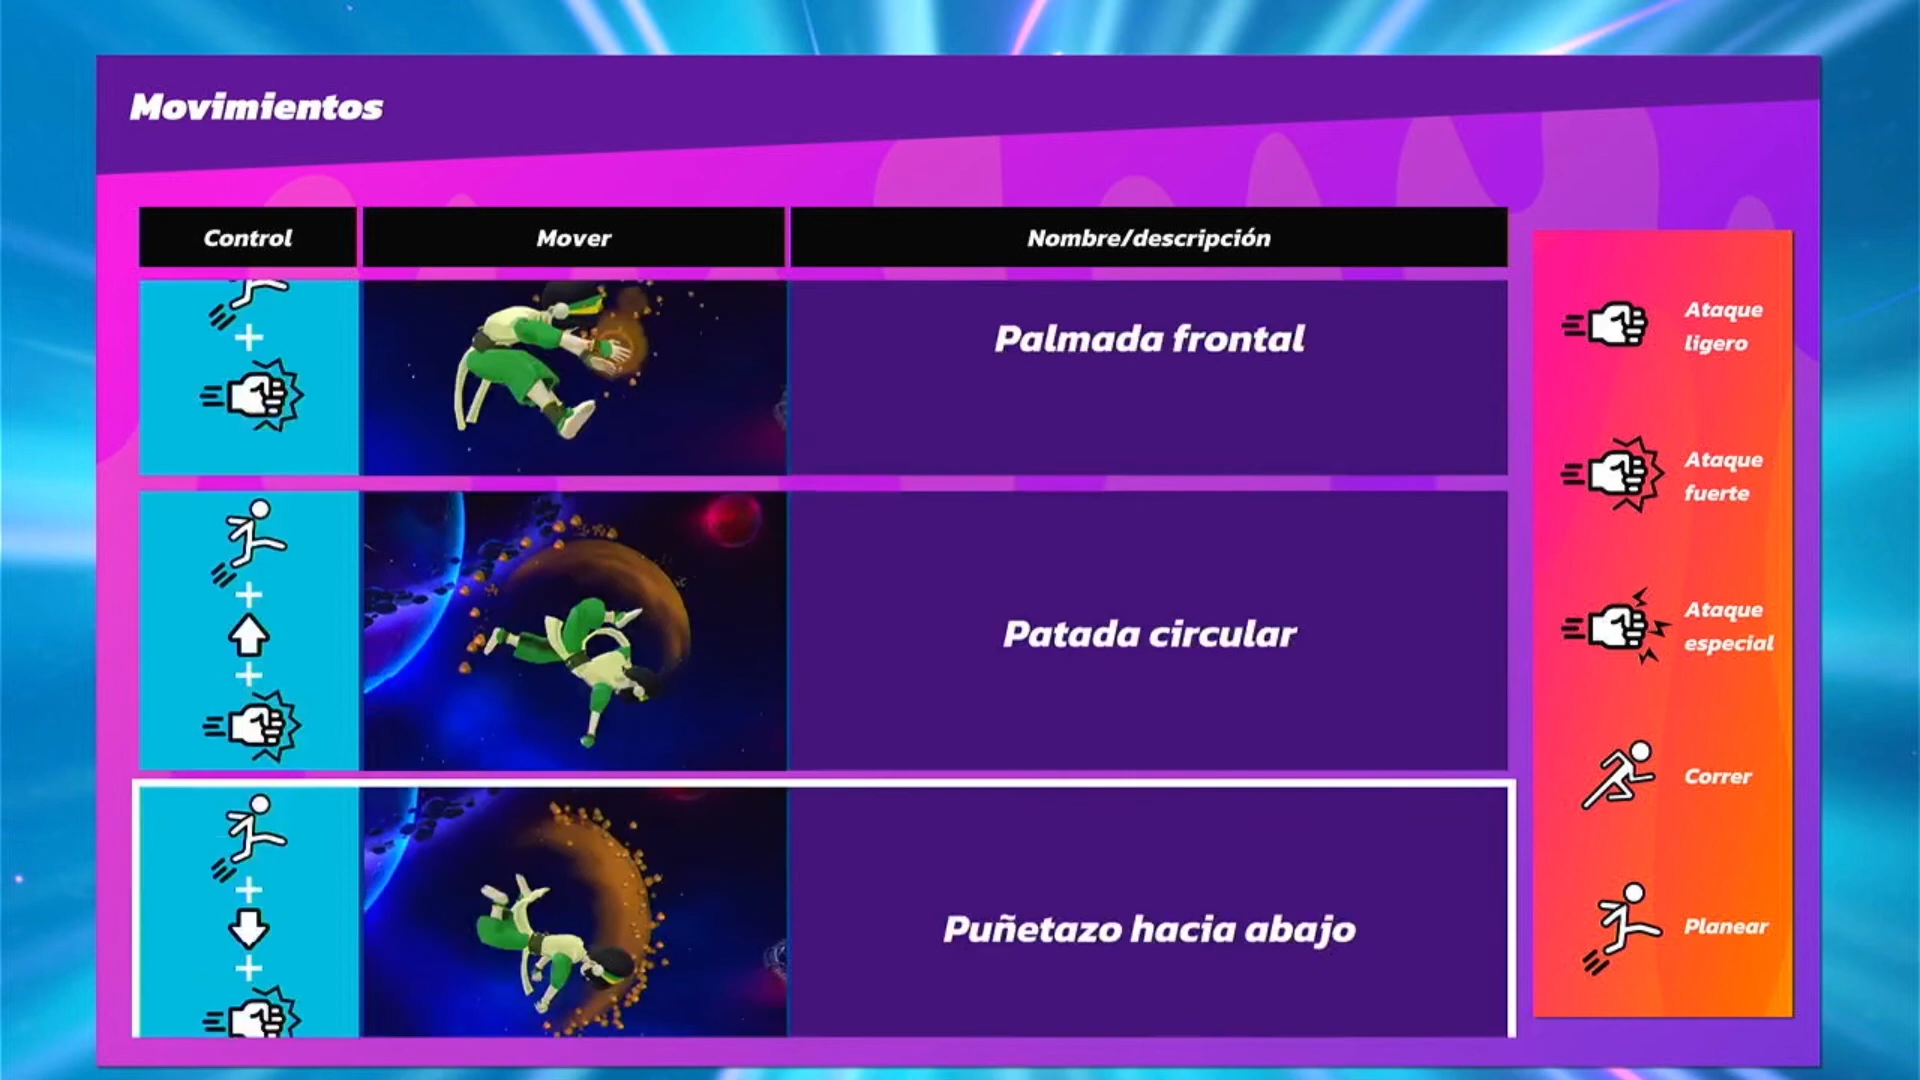 Movimientos
Control
Mover
Nombre/descripción
Palmada frontal
Patada circular
Puñetazo hacia abajo
Ataque
ligero
Ataque
fuerte
Ataque
especial
Correr
Planear